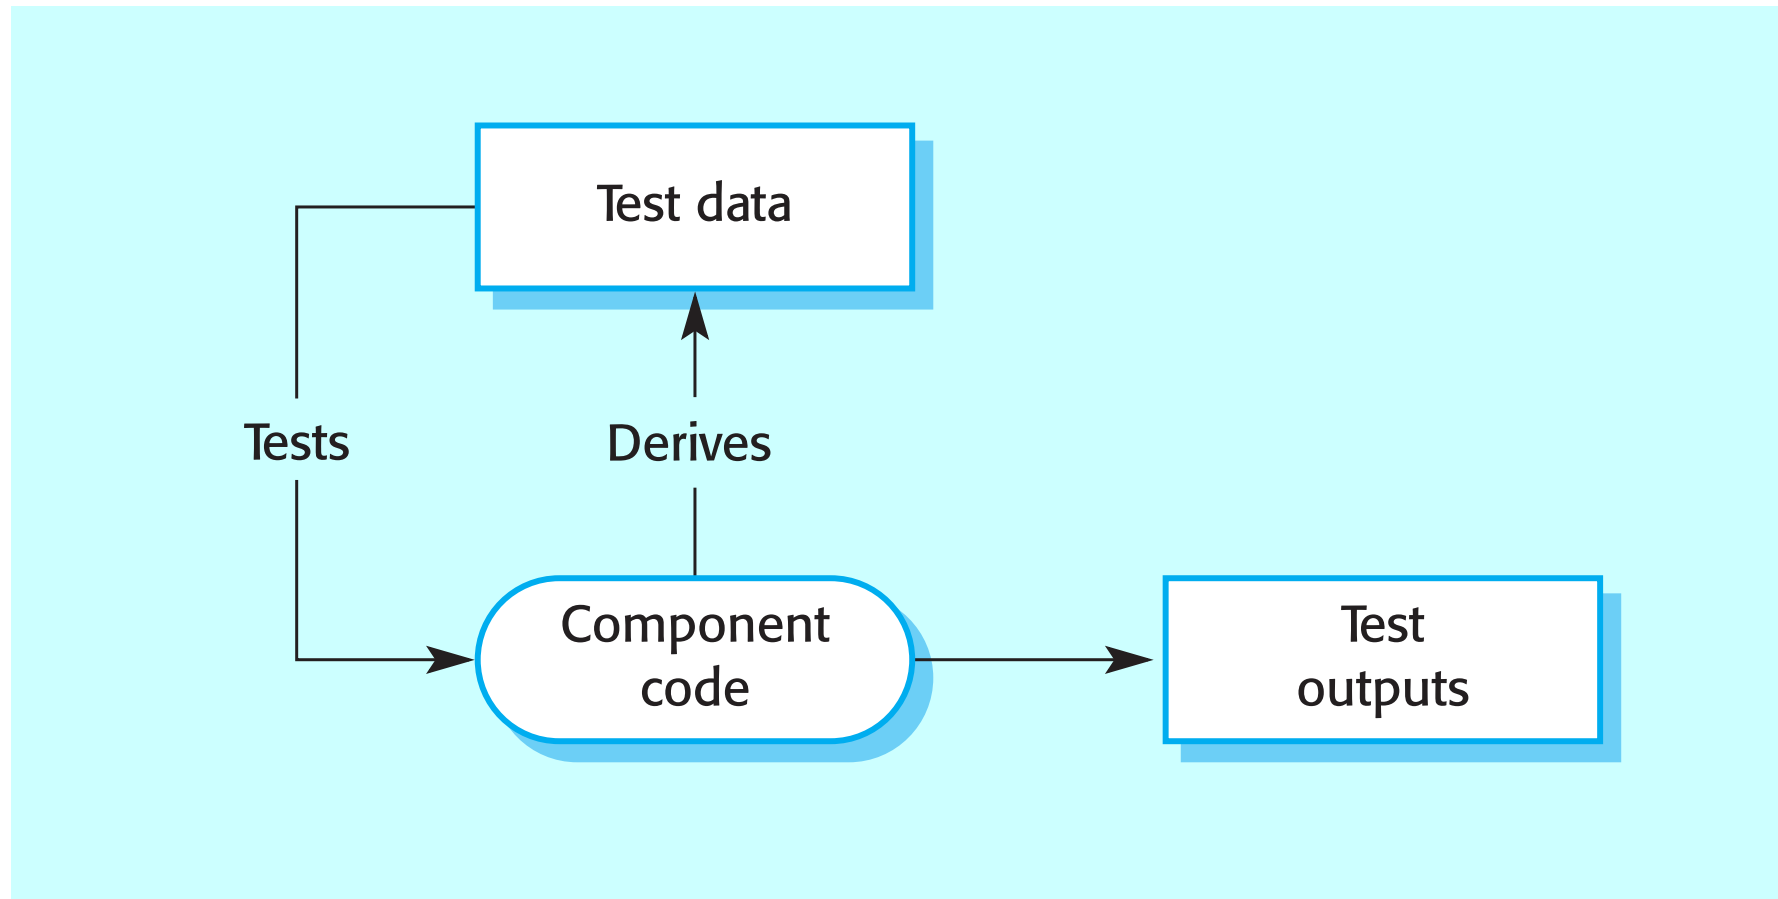 Test data
Tests
Derives
Component
code
Test
outputs